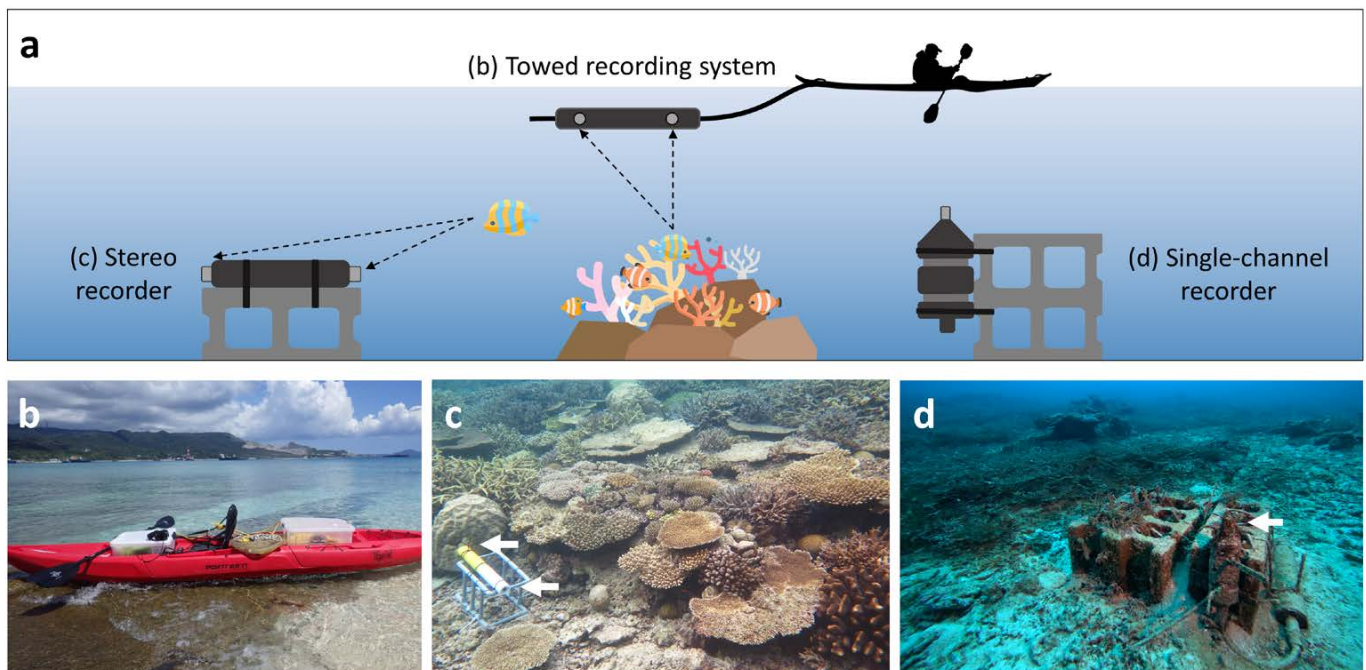 a
(b) Towed recording system
(c) Stereo
recorder
(d) Single-channel
recorder
b
c
d